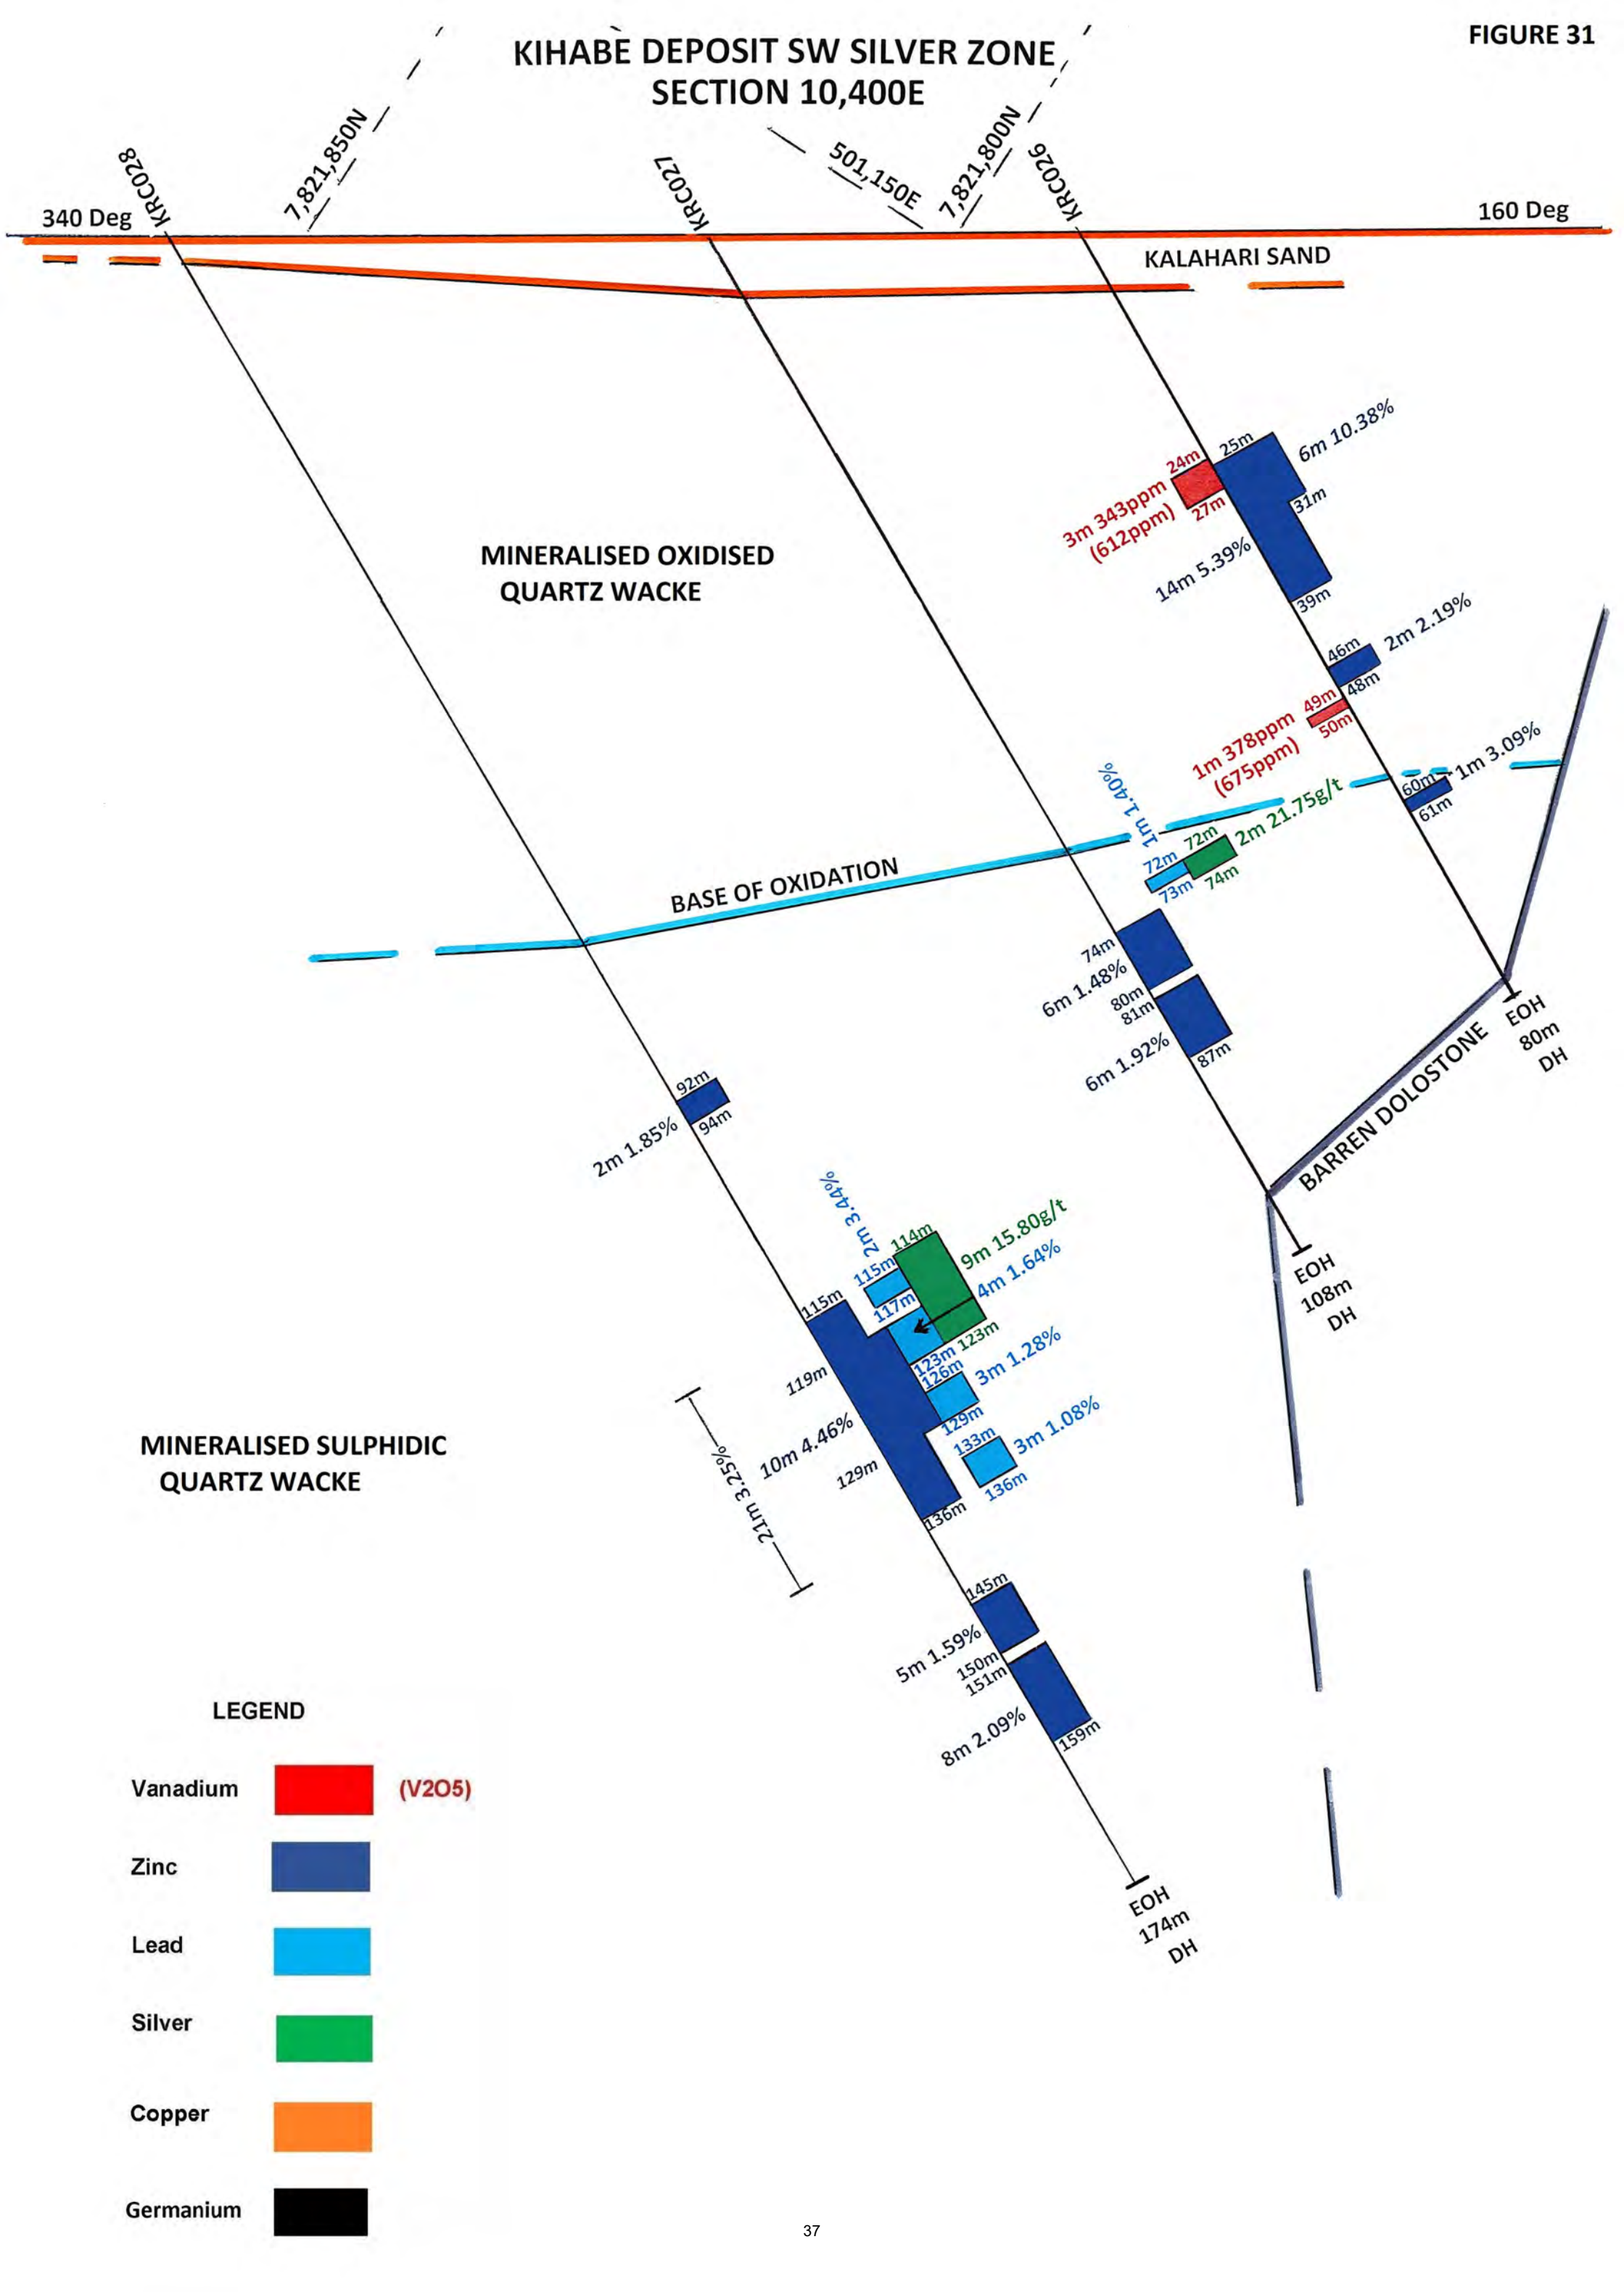 FIGURE 31
KIHABE DEPOSIT SW SILVER ZONE
SECTION 10,400E
KRC028
7,821,850N
KRC027
501,150E
7,821,800N
KRC026
340 Deg
160 Deg
KALAHARI SAND
24m
25m
6m 10.38%
3m 343ppm
(612ppm)
27m
31m
14m 5.39%
39m
MINERALISED OXIDISED
QUARTZ WACKE
46m
2m 2.19%
48m
49m
50m
1m 378ppm
(675ppm)
60m
1m 3.09%
61m
1m 1.40%
72m
72m
2m 21.75g/t
73m
74m
BASE OF OXIDATION
74m
6m 1.48%
80m
81m
6m 1.92%
87m
EOH
80m
DH
BARREN DOLOSTONE
92m
2m 1.85%
94m
2m 3.44%
114m
9m 15.80g/t
115m
4m 1.64%
115m
117m
EOH
108m
DH
119m
123m
123m
126m
3m 1.28%
10m 4.46%
129m
129m
133m
3m 1.08%
136m
136m
21m 3.25%
MINERALISED SULPHIDIC
QUARTZ WACKE
145m
5m 1.59%
150m
151m
8m 2.09%
159m
EOH
174m
DH
LEGEND
Vanadium (V2O5)
Zinc
Lead
Silver
Copper
Germanium
37